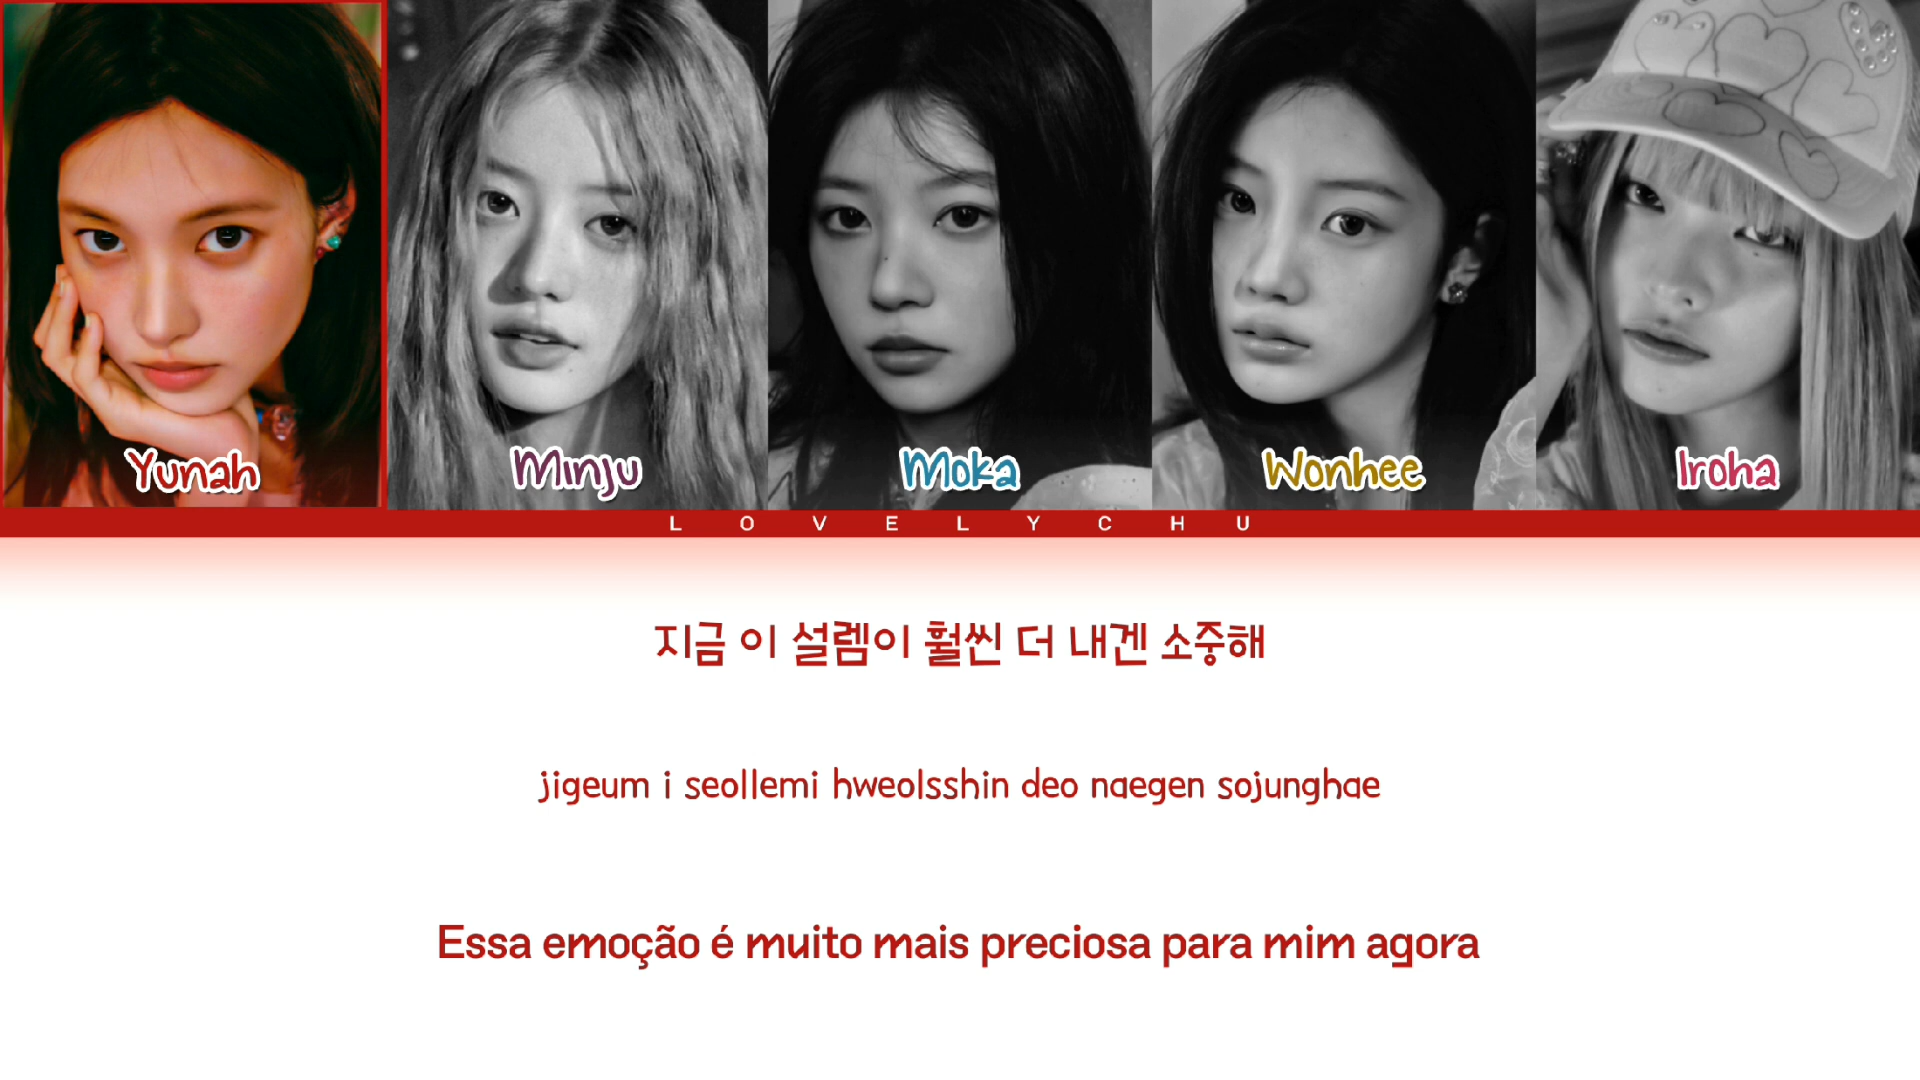 Yunah
Minju
Moka
Wonhee
Iroha
LOVELYCHU
지금 이 설렘이 훨씬 더 내겐 소중해
jigeum i seollemi hweolsshin deo naegen sojunghae
Essa emoção é muito mais preciosa para mim agora